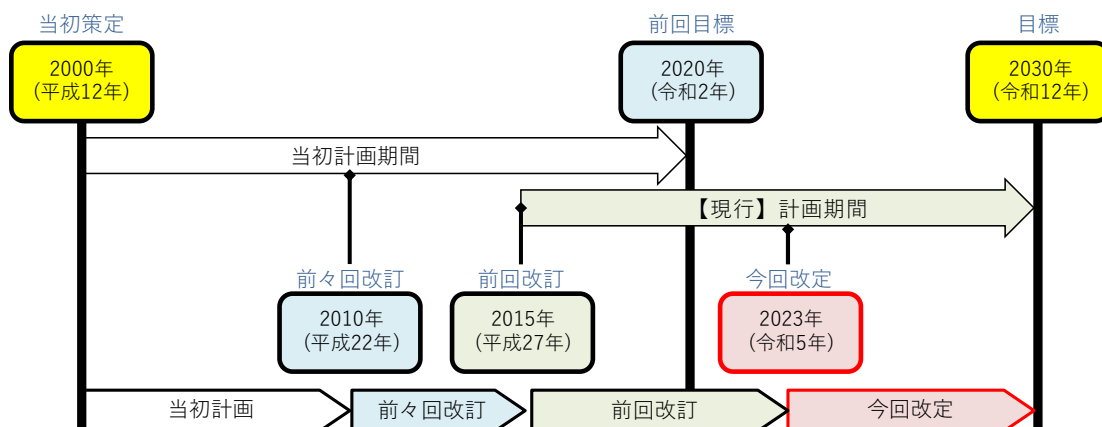 当初策定
前回目標
目標
2000年
(平成12年)
2020年
(令和2年)
2030年
(令和12年)
当初計画期間
【現行】計画期間
前々回改訂
前回改訂
今回改定
2010年
(平成22年)
2015年
(平成27年)
2023年
(令和5年)
当初計画
前々回改訂
前回改訂
今回改定